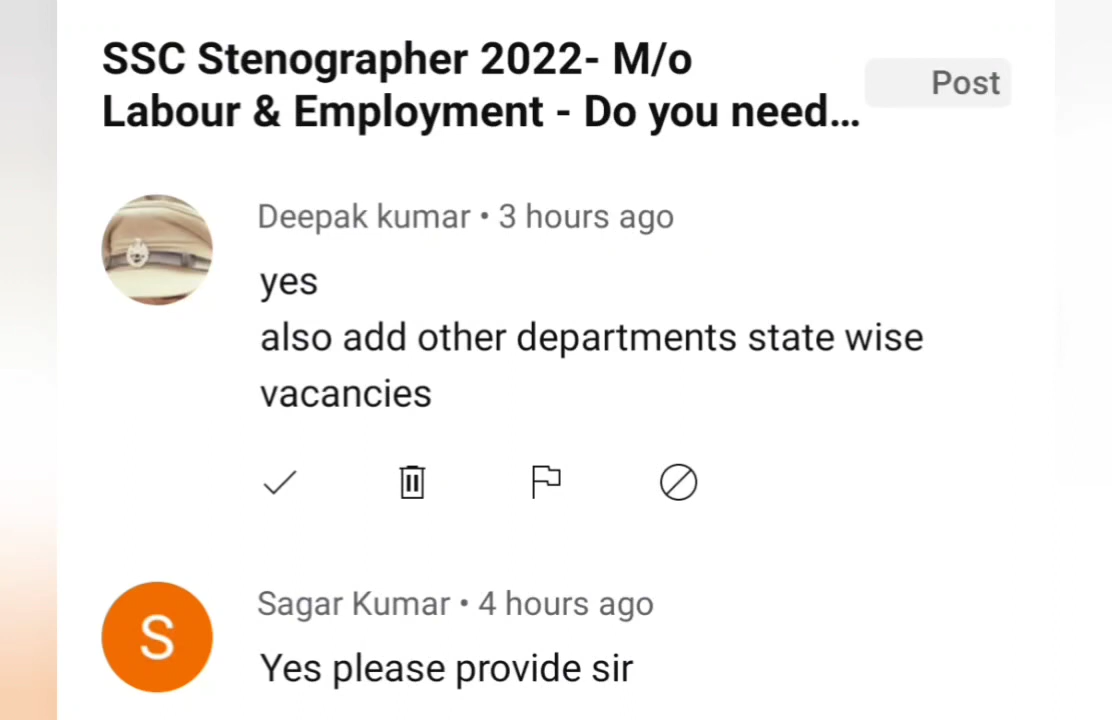 SSC Stenographer 2022- M/o
Labour & Employment - Do you need...
Post
Deepak kumar • 3 hours ago
yes
also add other departments state wise
vacancies
S
Sagar Kumar • 4 hours ago
Yes please provide sir